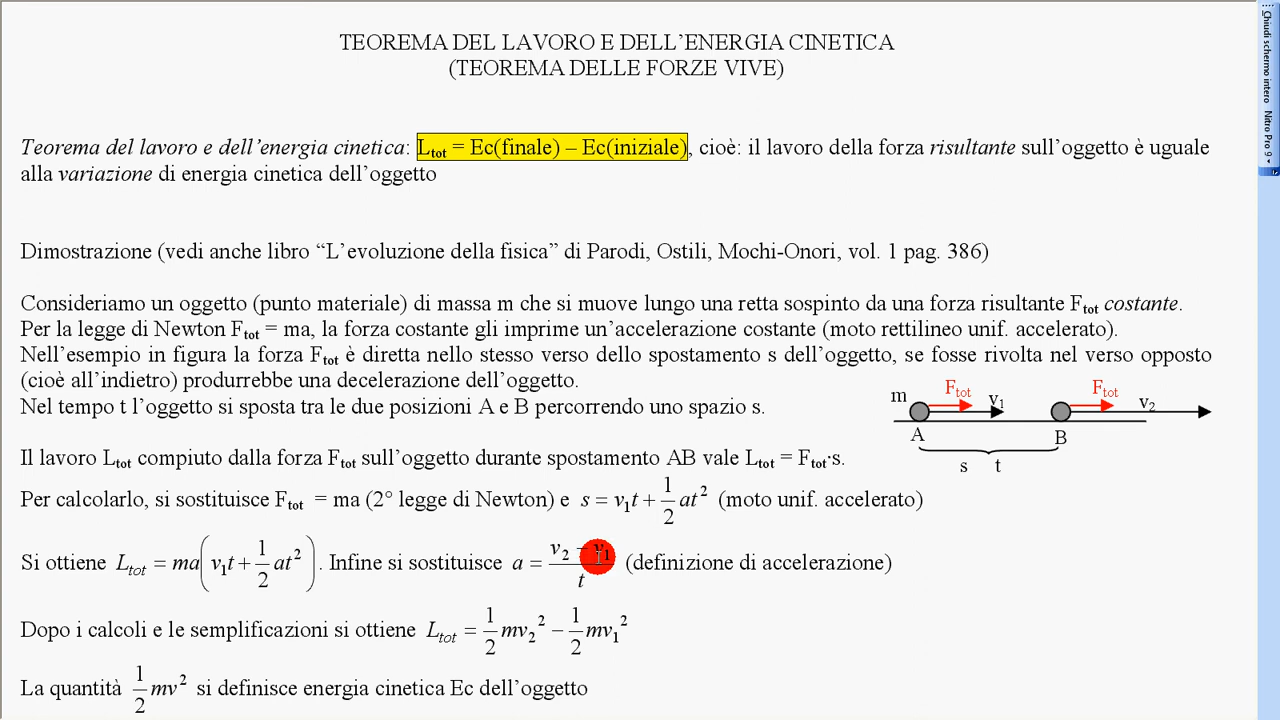 TEOREMA DEL LAVORO E DELL'ENERGIA CINETICA
(TEOREMA DELLE FORZE VIVE)
Teorema del lavoro e dell'energia cinetica: Ltot = Ec(finale) – Ec(iniziale), cioè: il lavoro della forza risultante sull'oggetto è uguale
alla variazione di energia cinetica dell'oggetto
Dimostrazione (vedi anche libro “L'evoluzione della fisica” di Parodi, Ostili, Mochi-Onori, vol. 1 pag. 386)
Consideriamo un oggetto (punto materiale) di massa m che si muove lungo una retta sospinto da una forza risultante Ftot costante.
Per la legge di Newton Ftot = ma, la forza costante gli imprime un'accelerazione costante (moto rettilineo unif. accelerato).
Nell'esempio in figura la forza Ftot è diretta nello stesso verso dello spostamento s dell'oggetto, se fosse rivolta nel verso opposto
(cioè all'indietro) produrrebbe una decelerazione dell'oggetto.
Nel tempo t l'oggetto si sposta tra le due posizioni A e B percorrendo uno spazio s.
m Ftot v1 Ftot v2
A B
s t
Il lavoro Ltot compiuto dalla forza Ftot sull'oggetto durante spostamento AB vale Ltot = Ftot·s.
Per calcolarlo, si sostituisce Ftot = ma (2° legge di Newton) e s = v1t + 1/2 at² (moto unif. accelerato)
Si ottiene Ltot = ma(v1t + 1/2 at²). Infine si sostituisce a = v2 − v1 / t (definizione di accelerazione)
Dopo i calcoli e le semplificazioni si ottiene Ltot = 1/2 mv2² − 1/2 mv1²
La quantità 1/2 mv² si definisce energia cinetica Ec dell'oggetto
Chiudi schermo intero Nitro Pro 9